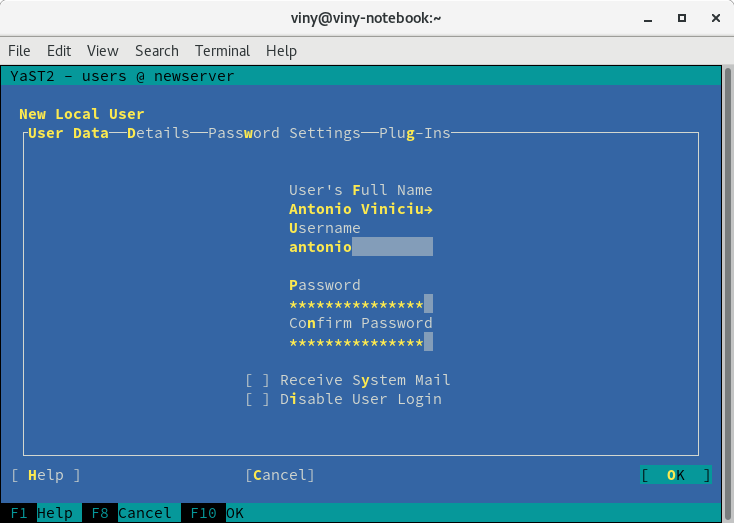 viny@viny-notebook:~
File Edit View Search Terminal Help
YaST2 - users @ newserver
New Local User
User Data Details Password Settings Plug-Ins
User's Full Name
Antonio Viniciu→
Username
antonio
Password
***************
Confirm Password
***************
[ ] Receive System Mail
[ ] Disable User Login
[ Help ] [Cancel] [ OK ]
F1 Help F8 Cancel F10 OK